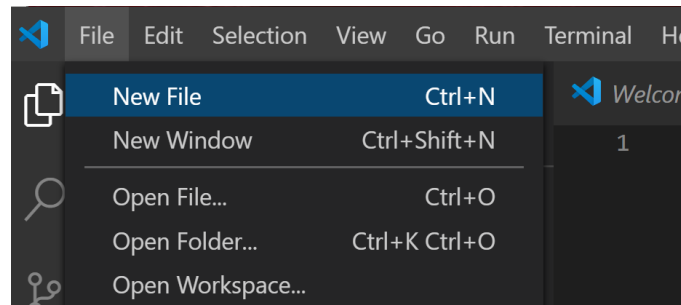 File Edit Selection View Go Run Terminal
New File Ctrl+N
New Window Ctrl+Shift+N
1
Open File... Ctrl+O
Open Folder... Ctrl+K Ctrl+O
Open Workspace...